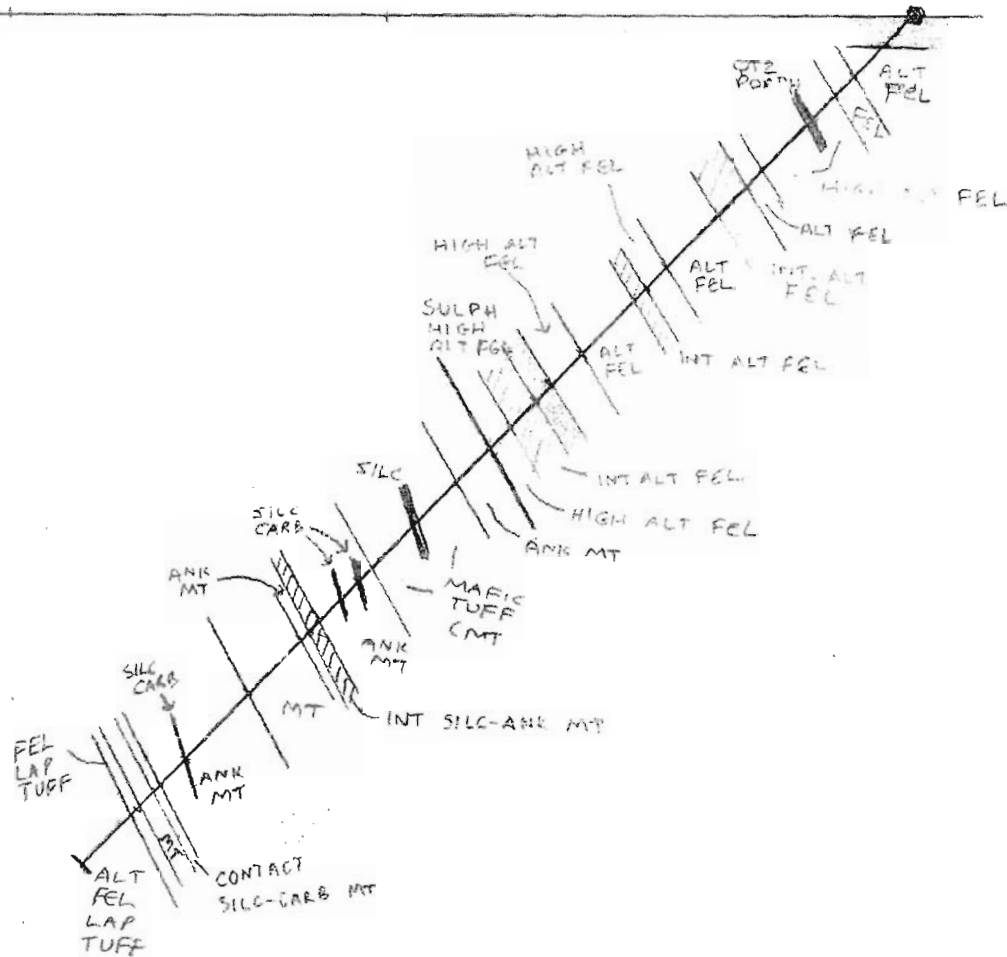 ALT
FEL
QTZ
FEL
HIGH
FEL
HIGH
ALT FEL
ALT FEL
HIGH ALT
FEL
ALT
FEL
INT. ALT
FEL
SULPH
HIGH
ALT FEL
ALT
FEL
INT ALT FEL
INT ALT FEL
HIGH ALT FEL
SILC
ANK MT
SILC
CARB
MAFIC
TUFF
CMT
ANK
MT
ANK
MT
MT
INT SILC-ANK MT
SILC
CARB
ANK
MT
FEL
LAP
TUFF
MT
CONTACT
SILC-CARB MT
ALT
FEL
LAP
TUFF